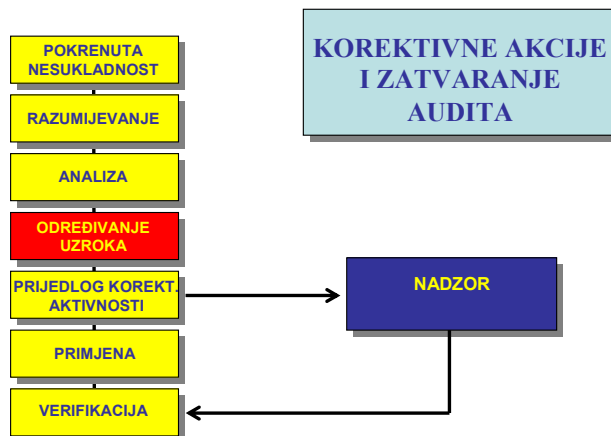 POKRENUTA
NESUKLADNOST
KOREKTIVNE AKCIJE
I ZATVARANJE
AUDITA
RAZUMIJEVANJE
ANALIZA
ODREĐIVANJE
UZROKA
PRIJEDLOG KOREKT.
AKTIVNOSTI
NADZOR
PRIMJENA
VERIFIKACIJA